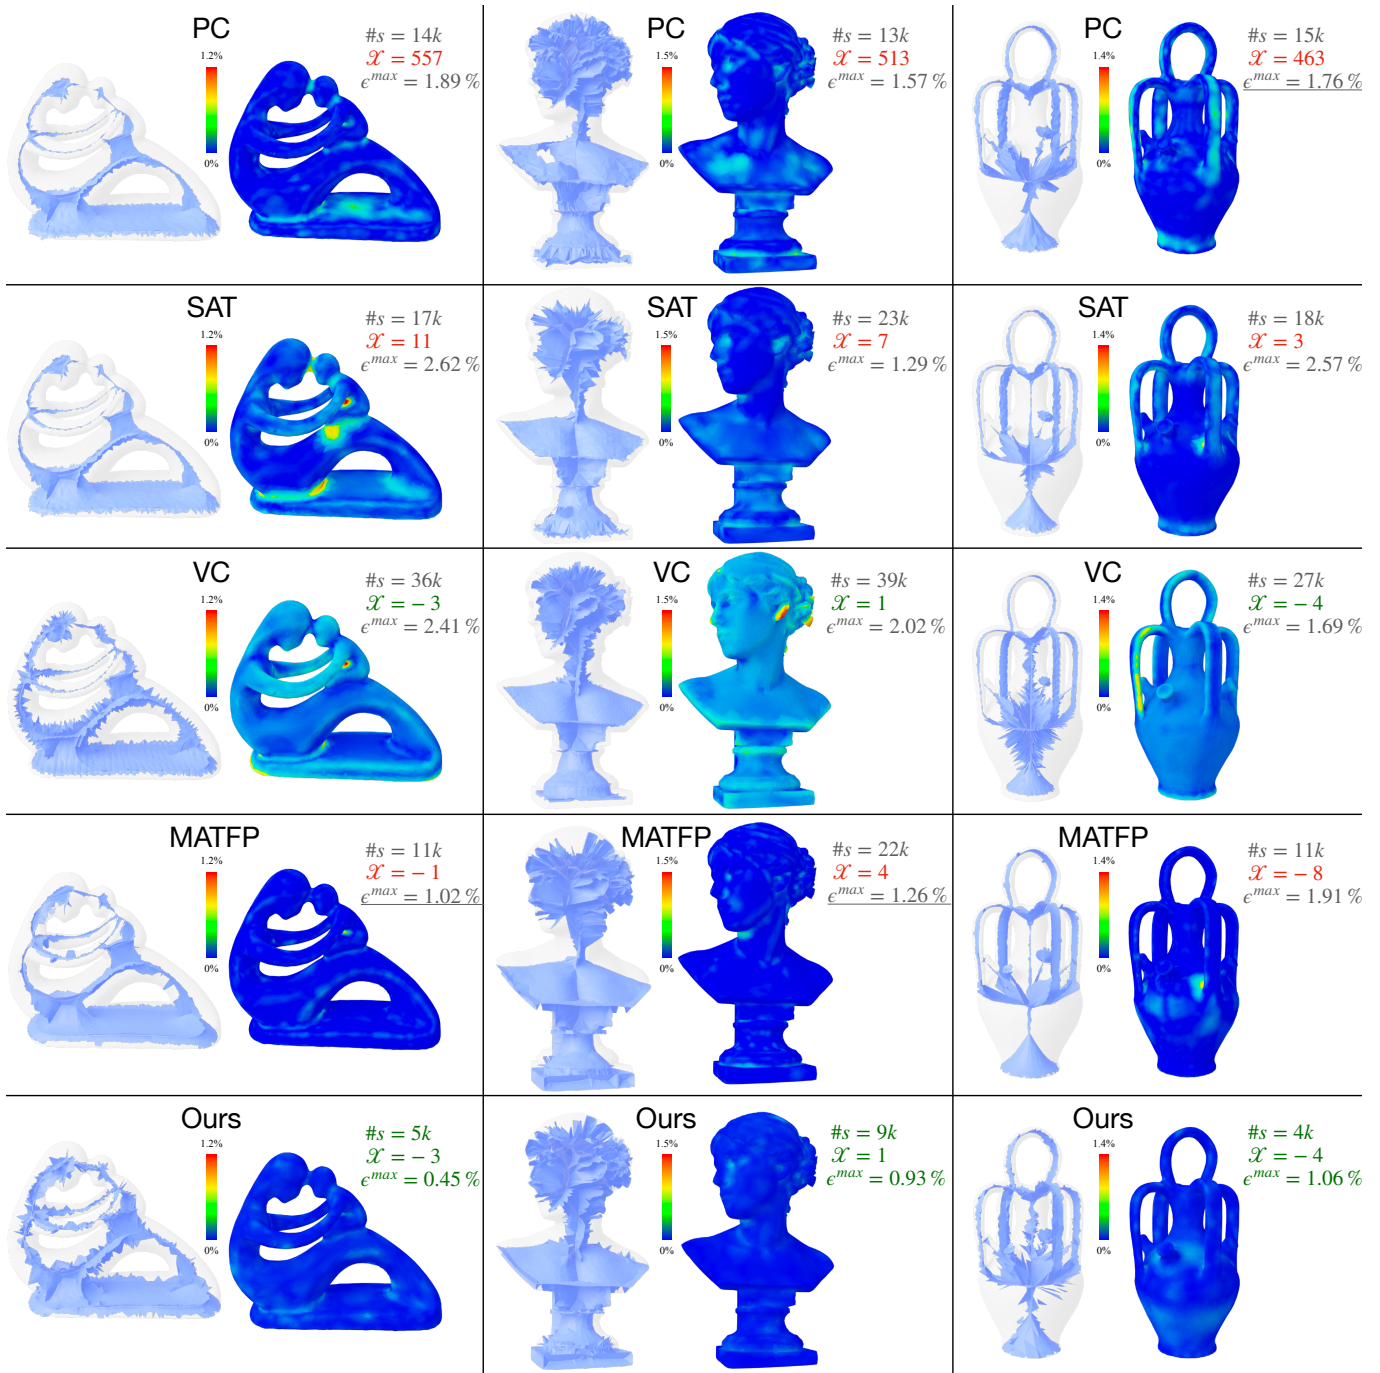 PC
1.2%
0%
#s = 14k
𝒳 = 557
ϵ^max = 1.89 %
PC
1.5%
0%
#s = 13k
𝒳 = 513
ϵ^max = 1.57 %
PC
1.4%
0%
#s = 15k
𝒳 = 463
ϵ^max = 1.76 %
SAT
1.2%
0%
#s = 17k
𝒳 = 11
ϵ^max = 2.62 %
SAT
1.5%
0%
#s = 23k
𝒳 = 7
ϵ^max = 1.29 %
SAT
1.4%
0%
#s = 18k
𝒳 = 3
ϵ^max = 2.57 %
VC
1.2%
0%
#s = 36k
𝒳 = − 3
ϵ^max = 2.41 %
VC
1.5%
0%
#s = 39k
𝒳 = 1
ϵ^max = 2.02 %
VC
1.4%
0%
#s = 27k
𝒳 = − 4
ϵ^max = 1.69 %
MATFP
1.2%
0%
#s = 11k
𝒳 = − 1
ϵ^max = 1.02 %
MATFP
1.5%
0%
#s = 22k
𝒳 = 4
ϵ^max = 1.26 %
MATFP
1.4%
0%
#s = 11k
𝒳 = − 8
ϵ^max = 1.91 %
Ours
1.2%
0%
#s = 5k
𝒳 = − 3
ϵ^max = 0.45 %
Ours
1.5%
0%
#s = 9k
𝒳 = 1
ϵ^max = 0.93 %
Ours
1.4%
0%
#s = 4k
𝒳 = − 4
ϵ^max = 1.06 %